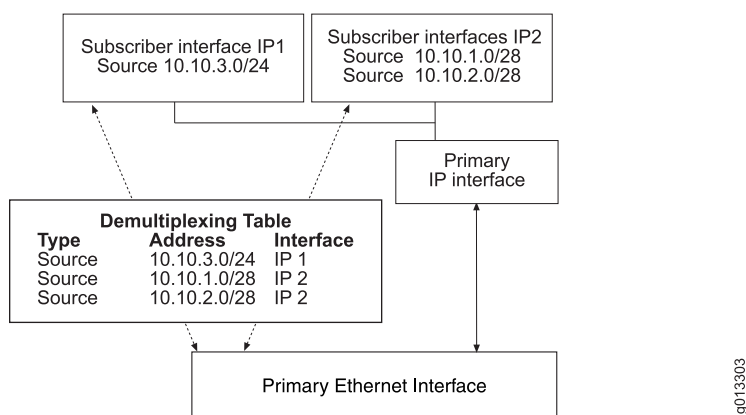 Subscriber interface IP1
Source 10.10.3.0/24
Subscriber interfaces IP2
Source 10.10.1.0/28
Source 10.10.2.0/28
Primary
IP interface
Demultiplexing Table
Type Address Interface
Source 10.10.3.0/24 IP 1
Source 10.10.1.0/28 IP 2
Source 10.10.2.0/28 IP 2
Primary Ethernet Interface
g013303